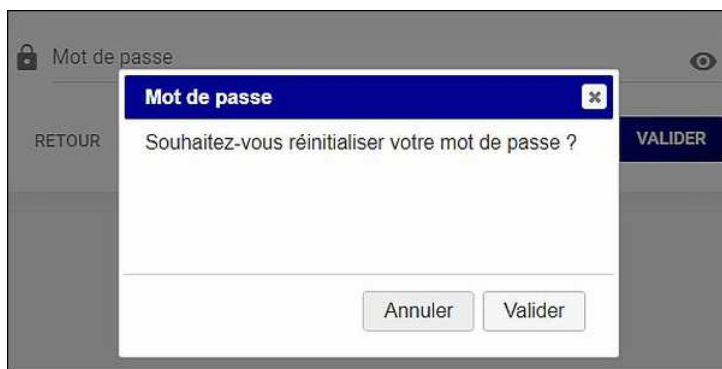 Mot de passe
Mot de passe
RETOUR
Souhaitez-vous réinitialiser votre mot de passe ?
VALIDER
Annuler
Valider